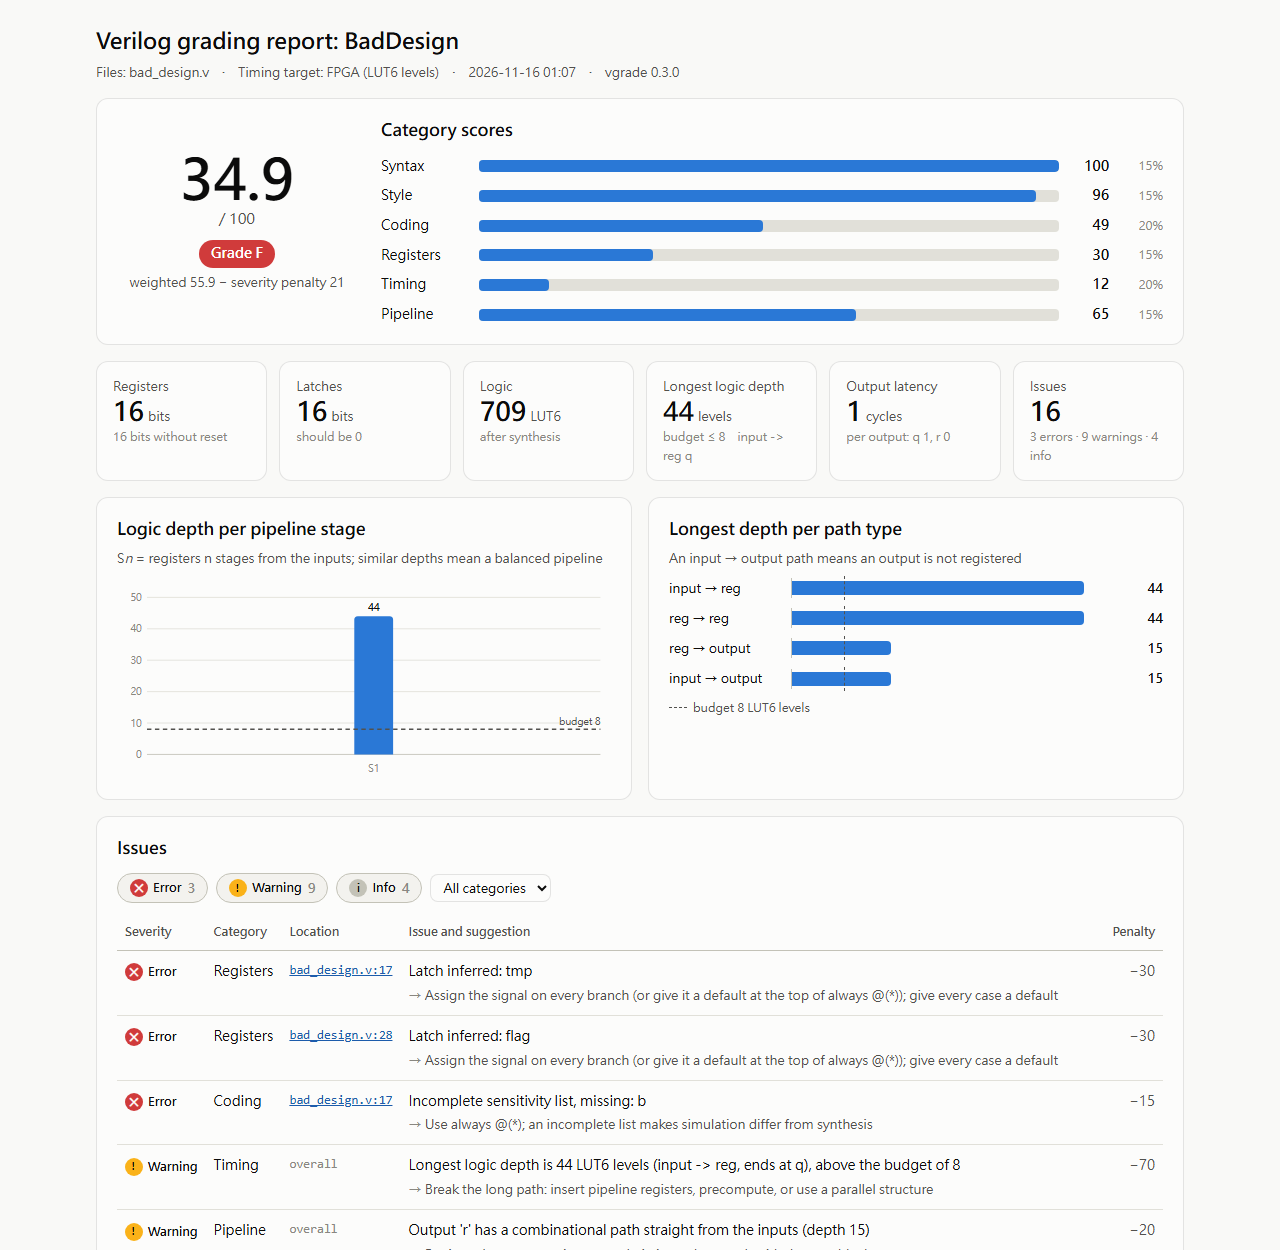 Verilog grading report: BadDesign
Files: bad_design.v · Timing target: FPGA (LUT6 levels) · 2026-11-16 01:07 · vgrade 0.3.0
34.9
/ 100
Grade F
weighted 55.9 − severity penalty 21
Category scores
Syntax 100 15%
Style 96 15%
Coding 49 20%
Registers 30 15%
Timing 12 20%
Pipeline 65 15%
Registers
16 bits
16 bits without reset
Latches
16 bits
should be 0
Logic
709 LUT6
after synthesis
Longest logic depth
44 levels
budget ≤ 8 input ->
reg q
Output latency
1 cycles
per output: q 1, r 0
Issues
16
3 errors · 9 warnings · 4
info
Logic depth per pipeline stage
Sn = registers n stages from the inputs; similar depths mean a balanced pipeline
50
44
40
30
20
10
budget 8
0
S1
Longest depth per path type
An input → output path means an output is not registered
input → reg 44
reg → reg 44
reg → output 15
input → output 15
budget 8 LUT6 levels
Issues
Error 3 Warning 9 Info 4 All categories
Severity Category Location Issue and suggestion Penalty
Error Registers bad_design.v:17 Latch inferred: tmp −30
→ Assign the signal on every branch (or give it a default at the top of always @(*)); give every case a default
Error Registers bad_design.v:28 Latch inferred: flag −30
→ Assign the signal on every branch (or give it a default at the top of always @(*)); give every case a default
Error Coding bad_design.v:17 Incomplete sensitivity list, missing: b −15
→ Use always @(*); an incomplete list makes simulation differ from synthesis
Warning Timing overall Longest logic depth is 44 LUT6 levels (input -> reg, ends at q), above the budget of 8 −70
→ Break the long path: insert pipeline registers, precompute, or use a parallel structure
Warning Pipeline overall Output 'r' has a combinational path straight from the inputs (depth 15) −20